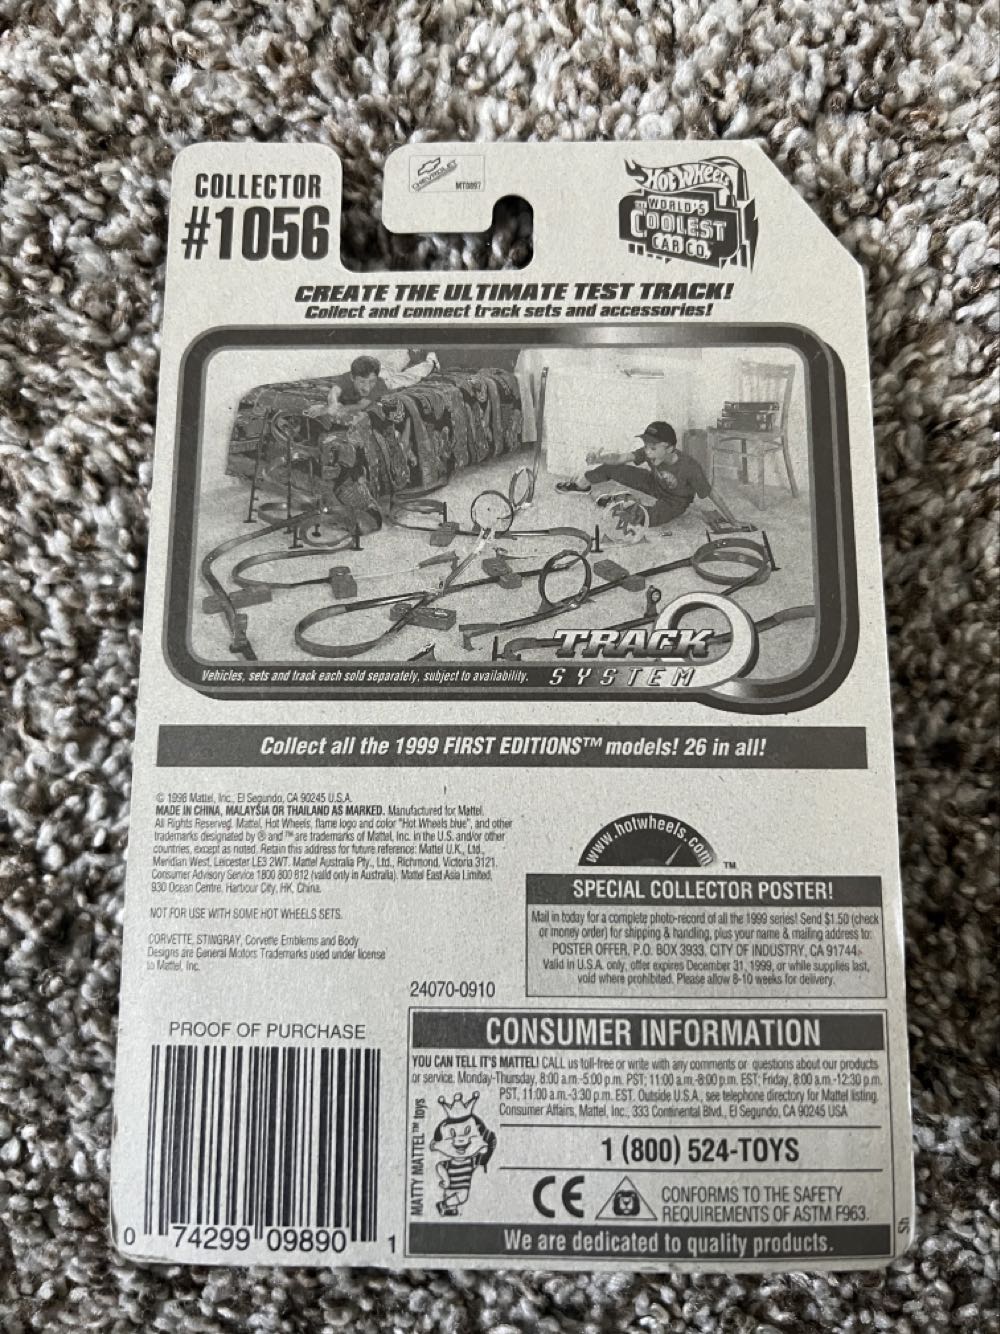 COLLECTOR
#1056
CHEVROLET
MT0897
Hot Wheels
WORLD'S
COOLEST
CAR CO.
CREATE THE ULTIMATE TEST TRACK!
Collect and connect track sets and accessories!
TRACK
SYSTEM
Vehicles, sets and track each sold separately, subject to availability.
Collect all the 1999 FIRST EDITIONS™ models! 26 in all!
© 1998 Mattel, Inc., El Segundo, CA 90245 U.S.A.
MADE IN CHINA, MALAYSIA OR THAILAND AS MARKED. Manufactured for Mattel.
All Rights Reserved. Mattel, Hot Wheels, flame logo and color "Hot Wheels blue", and other
trademarks designated by ® and ™ are trademarks of Mattel, Inc. in the U.S. and/or other
countries, except as noted. Retain this address for future reference: Mattel U.K., Ltd.,
Meridian West, Leicester LE3 2WT. Mattel Australia Pty., Ltd., Richmond, Victoria 3121.
Consumer Advisory Service 1800 800 812 (valid only in Australia). Mattel East Asia Limited,
930 Ocean Centre, Harbour City, HK, China.
NOT FOR USE WITH SOME HOT WHEELS SETS.
CORVETTE, STINGRAY, Corvette Emblems and Body
Designs are General Motors Trademarks used under license
to Mattel, Inc.
24070-0910
www.hotwheels.com
™
SPECIAL COLLECTOR POSTER!
Mail in today for a complete photo-record of all the 1999 series! Send $1.50 (check
or money order) for shipping & handling, plus your name & mailing address to:
POSTER OFFER, P.O. BOX 3933, CITY OF INDUSTRY, CA 91744.
Valid in U.S.A. only, offer expires December 31, 1999, or while supplies last,
void where prohibited. Please allow 8-10 weeks for delivery.
PROOF OF PURCHASE
0 74299 09890 1
CONSUMER INFORMATION
YOU CAN TELL IT'S MATTEL! CALL us toll-free or write with any comments or questions about our products
or service. Monday-Thursday, 8:00 a.m.-5:00 p.m. PST; 11:00 a.m.-8:00 p.m. EST; Friday, 8:00 a.m.-12:30 p.m.
PST, 11:00 a.m.-3:30 p.m. EST. Outside U.S.A., see telephone directory for Mattel listing.
Consumer Affairs, Mattel, Inc., 333 Continental Blvd., El Segundo, CA 90245 USA
MATTY MATTEL™ toys
1 (800) 524-TOYS
CE
CONFORMS TO THE SAFETY
REQUIREMENTS OF ASTM F963.
We are dedicated to quality products.